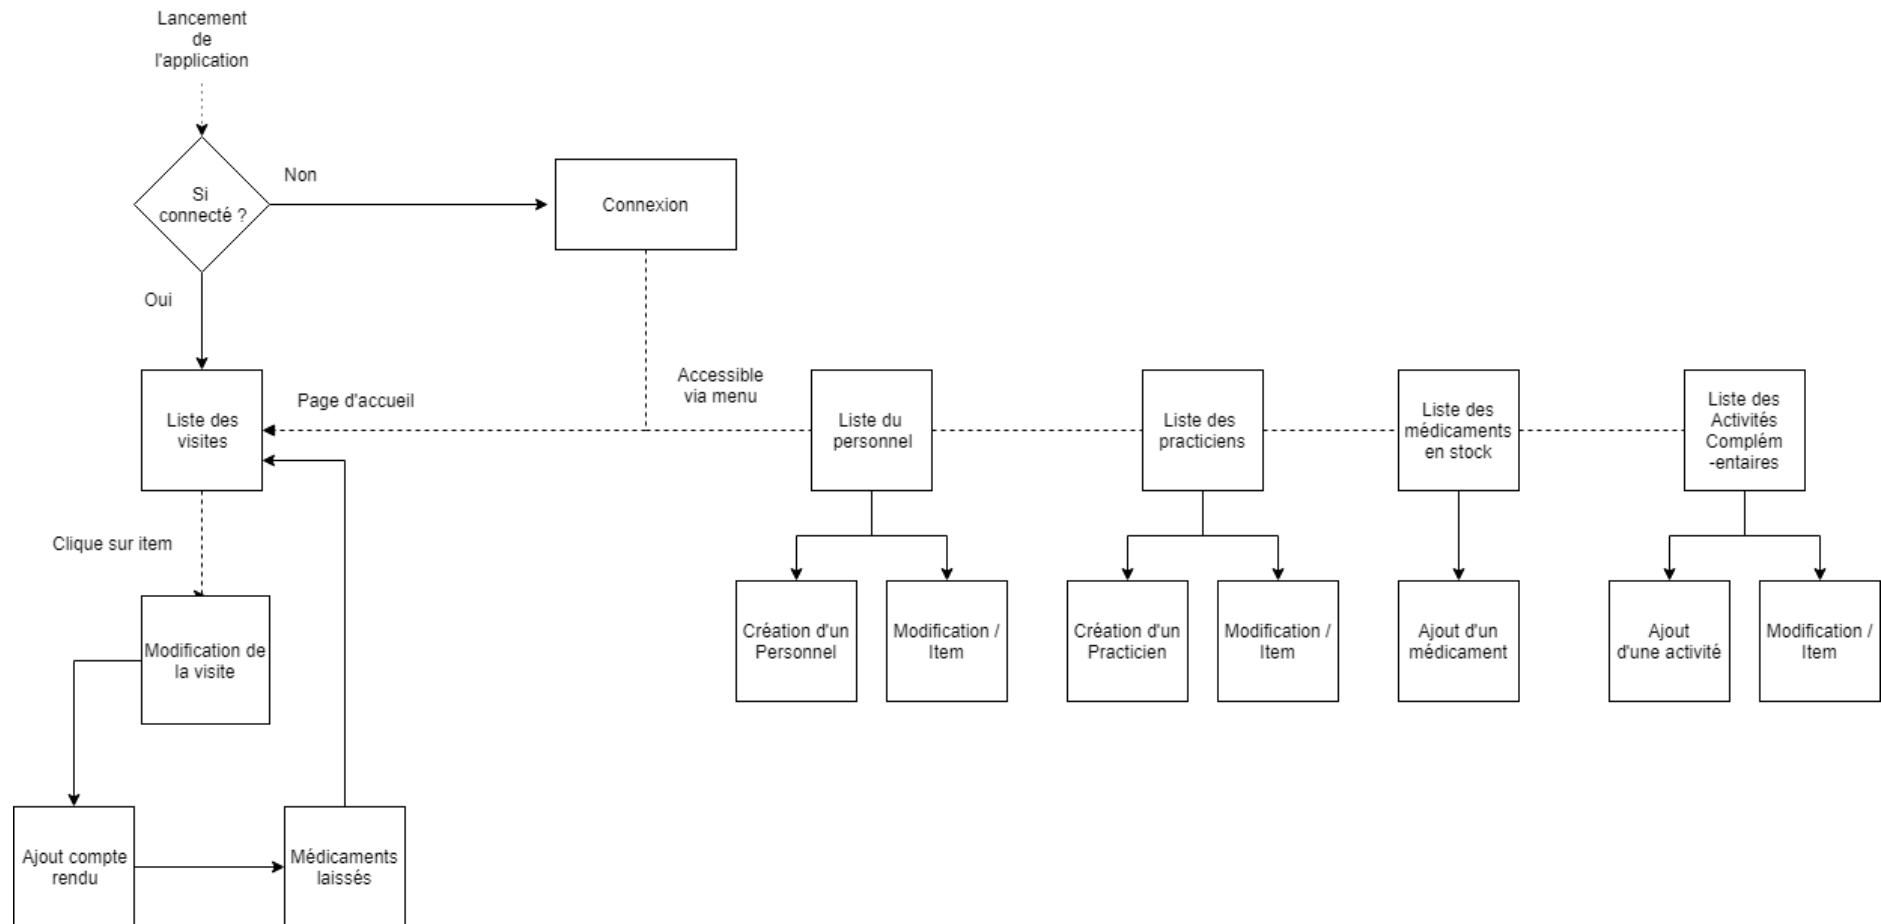 Lancement
de
l'application
Si
connecté ?
Non
Connexion
Oui
Liste des
visites
Page d'accueil
Accessible
via menu
Liste du
personnel
Liste des
practiciens
Liste des
médicaments
en stock
Liste des
Activités
Complém
-entaires
Clique sur item
Modification de
la visite
Création d'un
Personnel
Modification /
Item
Création d'un
Practicien
Modification /
Item
Ajout d'un
médicament
Ajout
d'une activité
Modification /
Item
Ajout compte
rendu
Médicaments
laissés